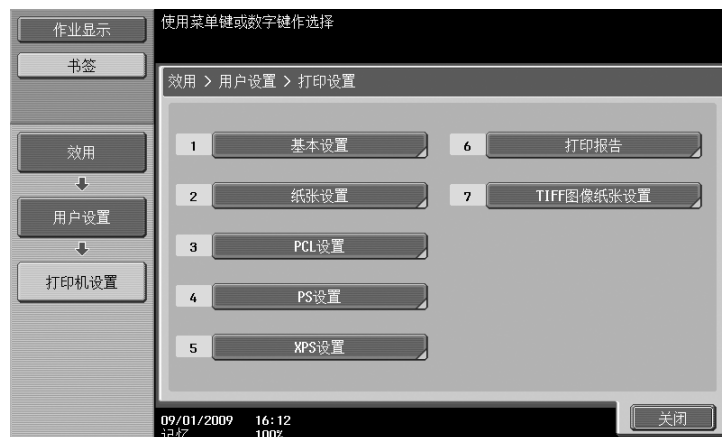 作业显示
使用菜单键或数字键作选择
书签
效用 > 用户设置 > 打印设置
1 基本设置
6 打印报告
效用
2 纸张设置
7 TIFF图像纸张设置
用户设置
3 PCL设置
打印机设置
4 PS设置
5 XPS设置
09/01/2009 16:12
记忆 100%
关闭